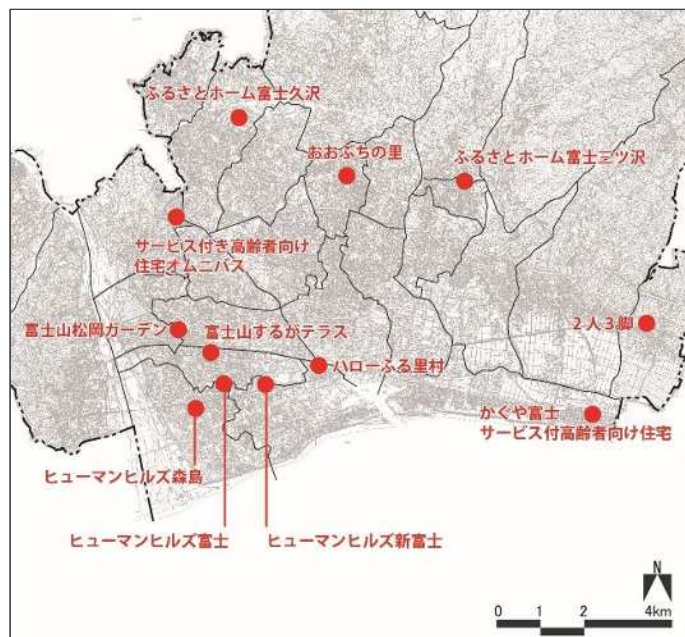 ふるさとホーム富士久沢
おおぶちの里
ふるさとホーム富士三ツ沢
サービス付き高齢者向け
住宅オムニバス
富士山松岡ガーデン
富士山するがテラス
2人3脚
ハローふる里村
かぐや富士
サービス付高齢者向け住宅
ヒューマンヒルズ森島
ヒューマンヒルズ富士
ヒューマンヒルズ新富士
N
0 1 2 4km